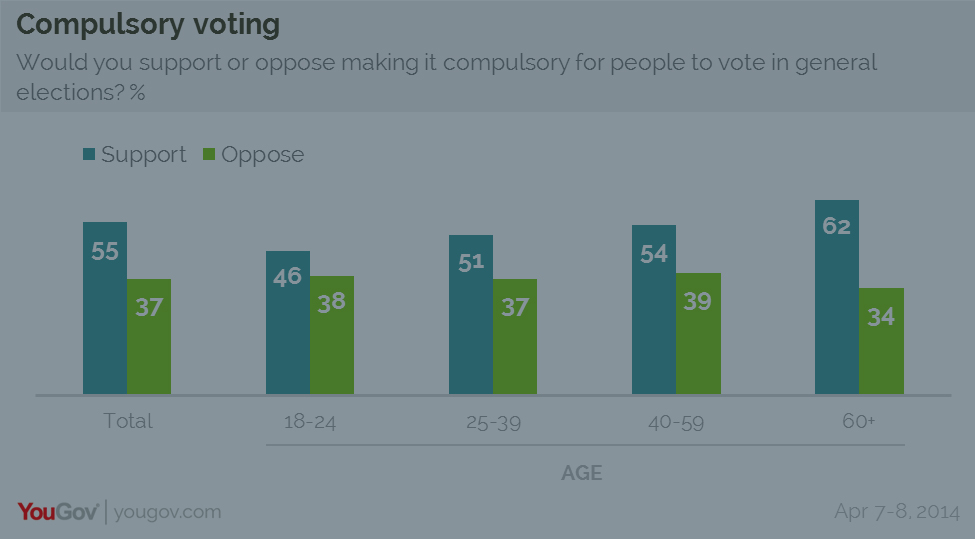 Compulsory voting
Would you support or oppose making it compulsory for people to vote in general
elections? %
Support Oppose
55 37 46 38 51 37 54 39 62 34
Total 18-24 25-39 40-59 60+
AGE
YouGov yougov.com Apr 7-8, 2014